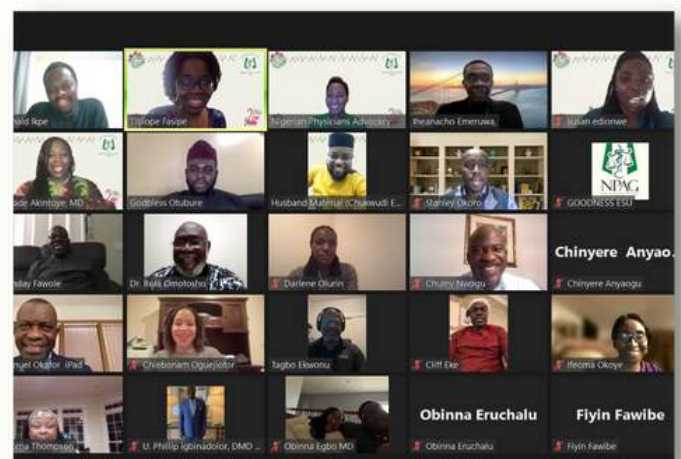 nald Ikpe
Titilope Fasipe
Nigerian Physicians Advocacy
Iheanacho Emeruwa,
susan edionwe
ade Akintoye, MD
Godbless Otubure
Husband Material (Chukwudi E...
Stanley Okoro
NPAG
GOODNESS ESU
nday Fawole
Dr. Bola Omotosho
Darlene Olurin
Chumy Nwogu
Chinyere Anyao.
Chinyere Anyaogu
nuel Okafor iPad
Chiebonam Oguejiofor
Tagbo Ekwonu
Cliff Eke
Ifeoma Okoye
ma Thompson
U. Phillip Igbinadolor, DMD ...
Obinna Egbo MD
Obinna Eruchalu
Obinna Eruchalu
Fiyin Fawibe
Fiyin Fawibe